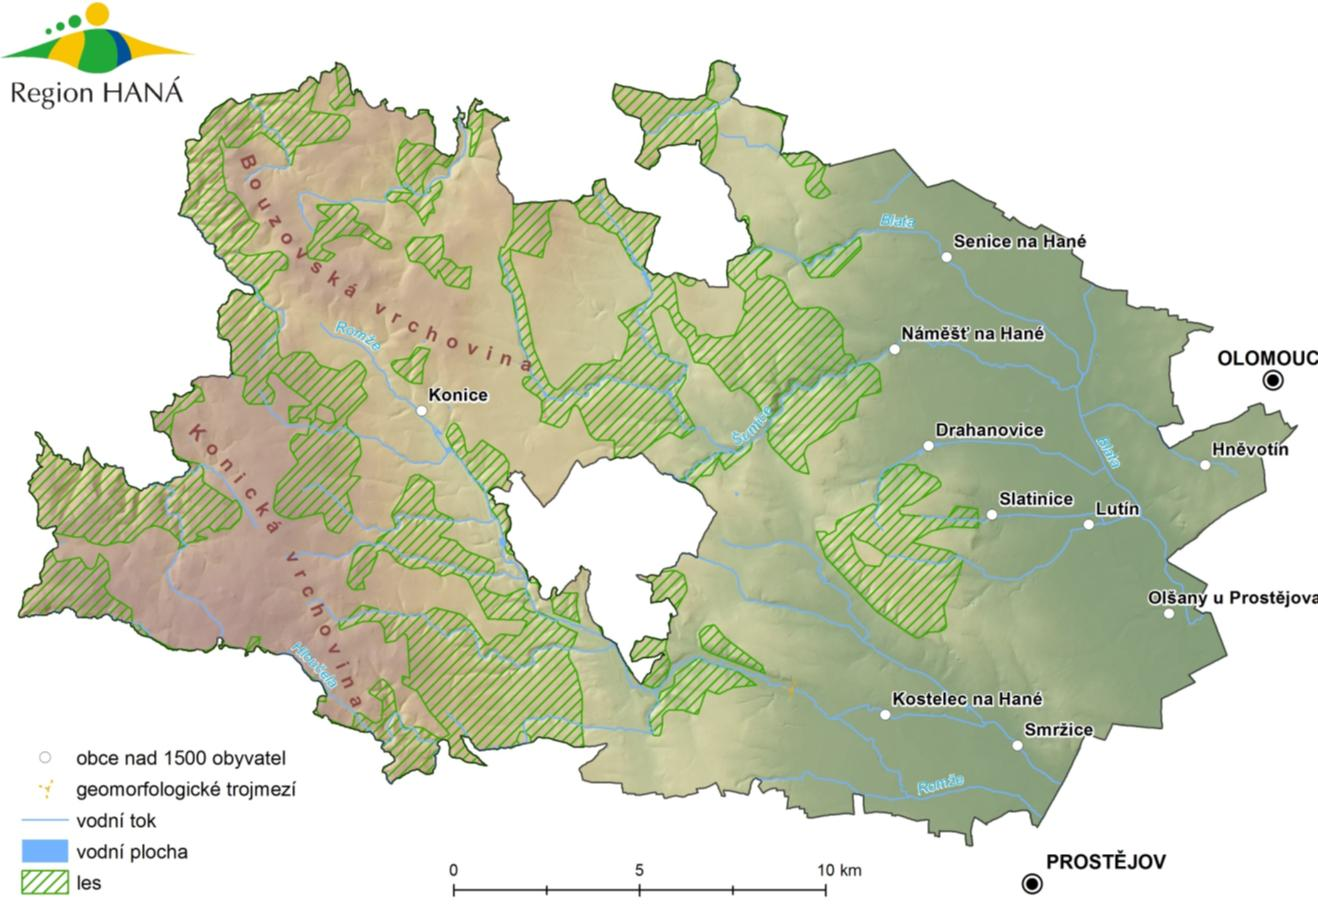 Region HANÁ
Bouzovská vrchovina
Blata
Senice na Hané
Romže
Náměšť na Hané
OLOMOUC
Konice
Šumice
Drahanovice
Blata
Hněvotín
Konická vrchovina
Slatinice
Lutín
Olšany u Prostějova
Hloučela
Kostelec na Hané
Smržice
Romže
obce nad 1500 obyvatel
geomorfologické trojmezí
vodní tok
vodní plocha
les
0 5 10 km
PROSTĚJOV